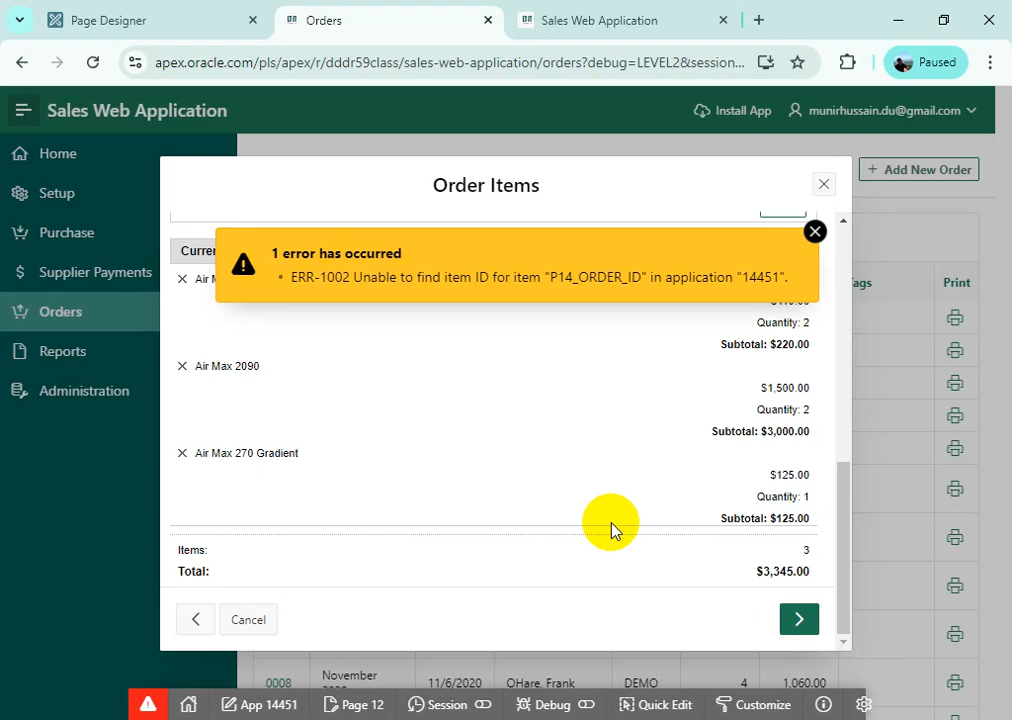 Page Designer
Orders
Sales Web Application
apex.oracle.com/pls/apex/r/dddr59class/sales-web-application/orders?debug=LEVEL2&session...
Paused
Sales Web Application
Install App
munirhussain.du@gmail.com
Home
Setup
Purchase
Supplier Payments
Orders
Reports
Administration
+ Add New Order
Order Items
1 error has occurred
• ERR-1002 Unable to find item ID for item "P14_ORDER_ID" in application "14451".
Tags
Print
Quantity: 2
Subtotal: $220.00
Air Max 2090
$1,500.00
Quantity: 2
Subtotal: $3,000.00
Air Max 270 Gradient
$125.00
Quantity: 1
Subtotal: $125.00
Items: 3
Total: $3,345.00
Cancel
0008 November 11/6/2020 OHare, Frank DEMO 4 1,060.00
App 14451
Page 12
Session
Debug
Quick Edit
Customize